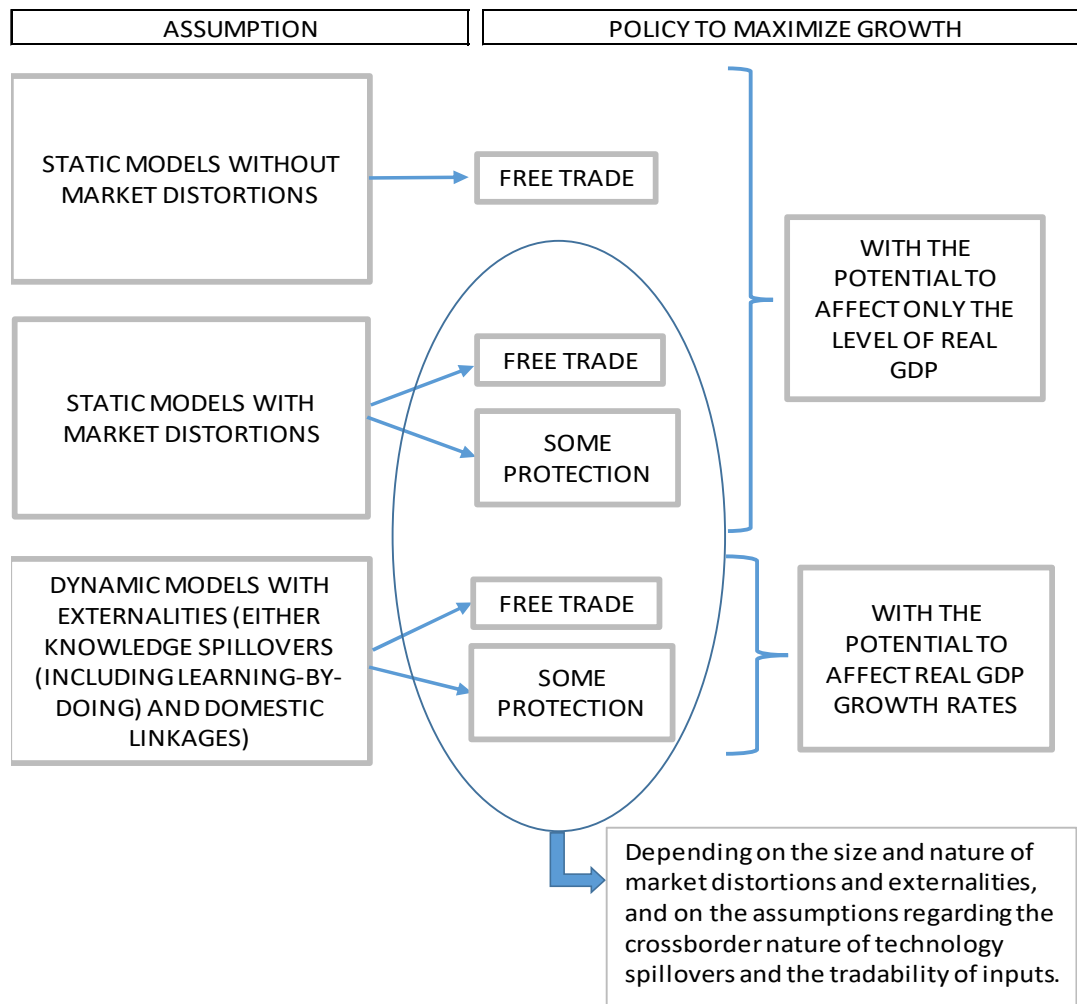 ASSUMPTION
POLICY TO MAXIMIZE GROWTH
STATIC MODELS WITHOUT
MARKET DISTORTIONS
FREE TRADE
WITH THE
POTENTIAL TO
AFFECT ONLY THE
LEVEL OF REAL
GDP
STATIC MODELS WITH
MARKET DISTORTIONS
FREE TRADE
SOME
PROTECTION
DYNAMIC MODELS WITH
EXTERNALITIES (EITHER
KNOWLEDGE SPILLOVERS
(INCLUDING LEARNING-BY-
DOING) AND DOMESTIC
LINKAGES)
FREE TRADE
SOME
PROTECTION
WITH THE
POTENTIAL TO
AFFECT REAL GDP
GROWTH RATES
Depending on the size and nature of
market distortions and externalities,
and on the assumptions regarding the
crossborder nature of technology
spillovers and the tradability of inputs.